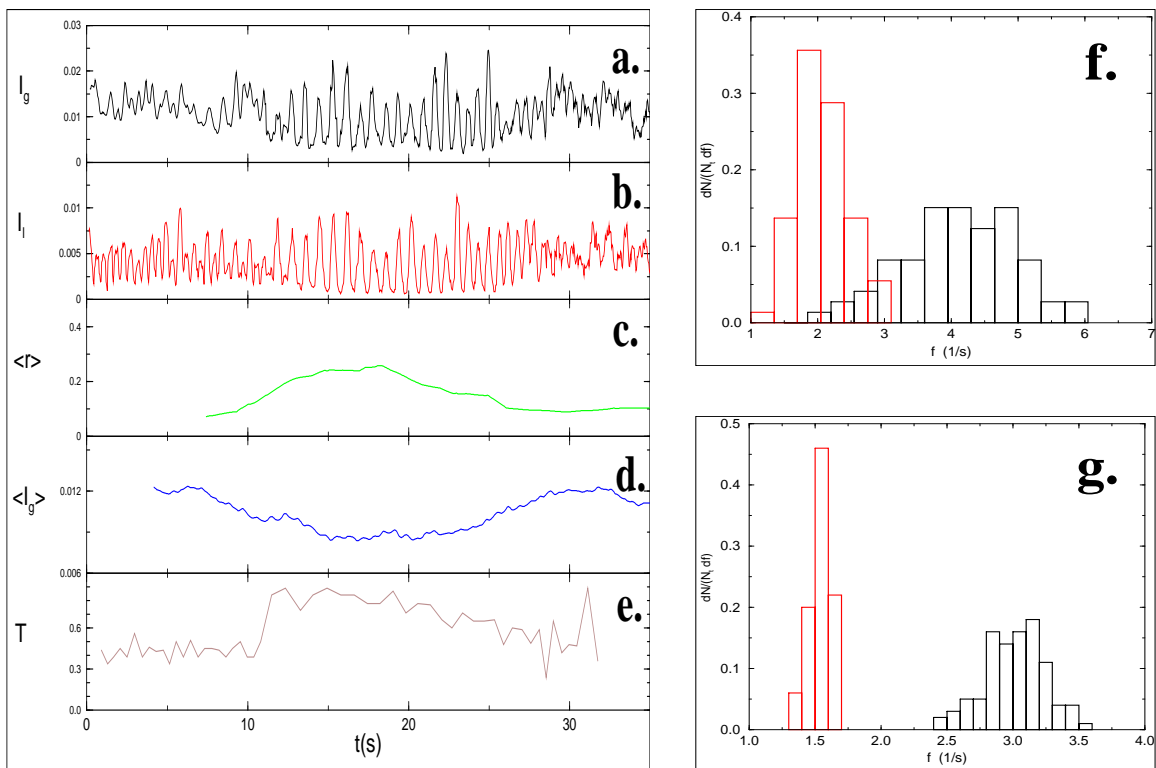 a.
0.03
0.02
0.01
0
I_g
b.
0.01
0.005
0
I_l
c.
0.4
0.2
0
<r>
d.
0.012
0.006
<I_g>
e.
0.6
0.3
0
T
0 10 20 30
t(s)
f.
0.4
0.3
0.2
0.1
0.0
dN/(N_t df)
1 2 3 4 5 6 7
f (1/s)
g.
0.5
0.4
0.3
0.2
0.1
0.0
dN/(N_t df)
1.0 1.5 2.0 2.5 3.0 3.5 4.0
f (1/s)